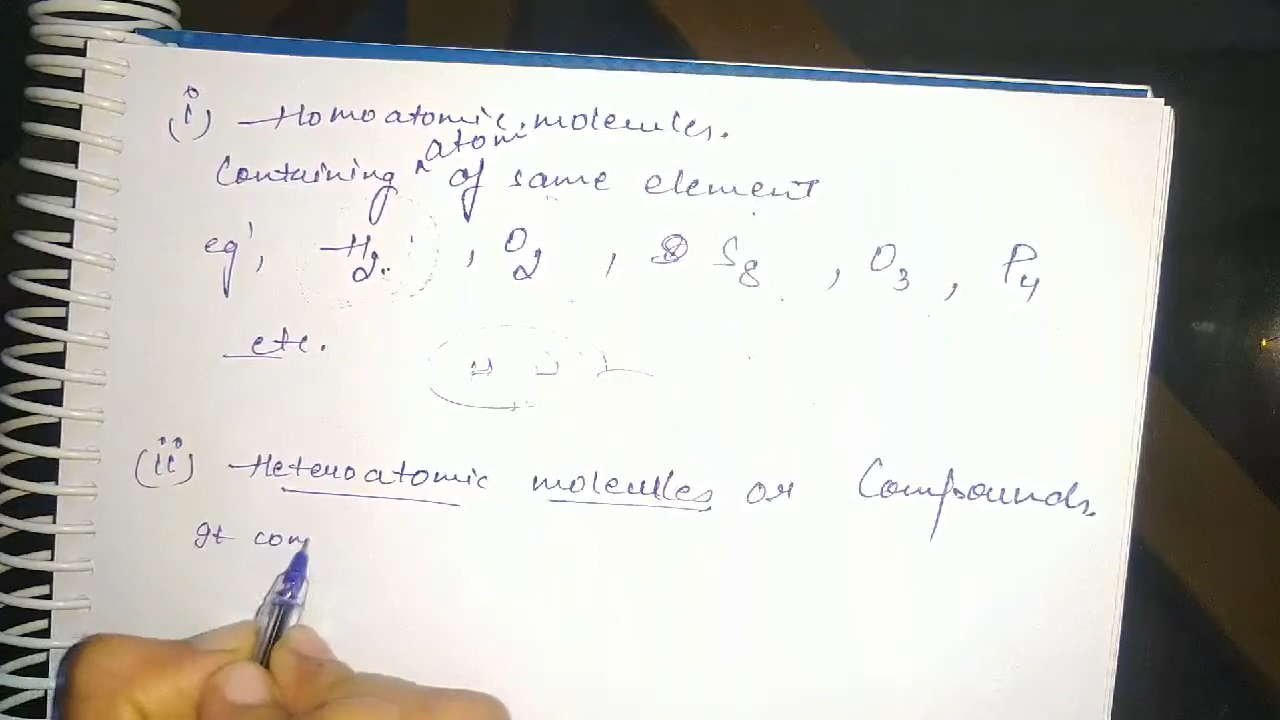 (i) Homoatomic molecules.
Containing ^ atom of same element
eg', H2 , O2 , S8 , O3 , P4
etc.
(ii) Heteroatomic molecules or Compounds.
It con